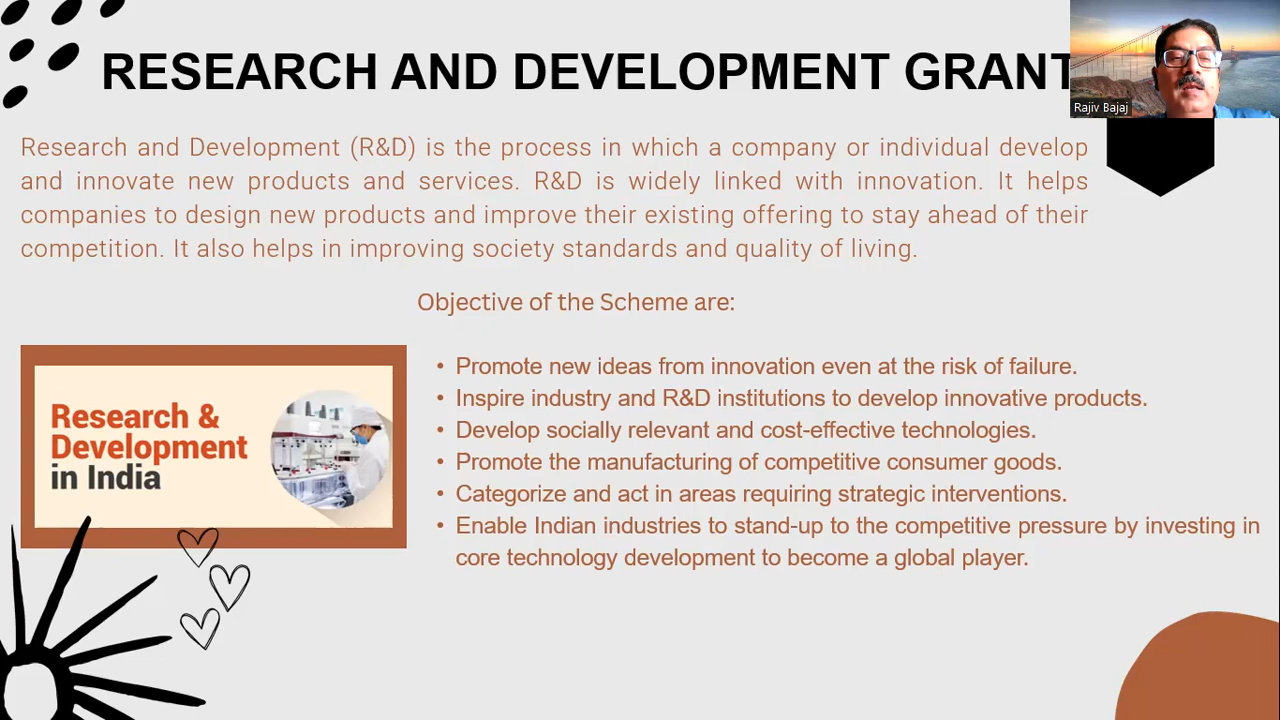 RESEARCH AND DEVELOPMENT GRANT
Rajiv Bajaj
Research and Development (R&D) is the process in which a company or individual develop
and innovate new products and services. R&D is widely linked with innovation. It helps
companies to design new products and improve their existing offering to stay ahead of their
competition. It also helps in improving society standards and quality of living.
Objective of the Scheme are:
Research &
Development
in India
• Promote new ideas from innovation even at the risk of failure.
• Inspire industry and R&D institutions to develop innovative products.
• Develop socially relevant and cost-effective technologies.
• Promote the manufacturing of competitive consumer goods.
• Categorize and act in areas requiring strategic interventions.
• Enable Indian industries to stand-up to the competitive pressure by investing in
core technology development to become a global player.